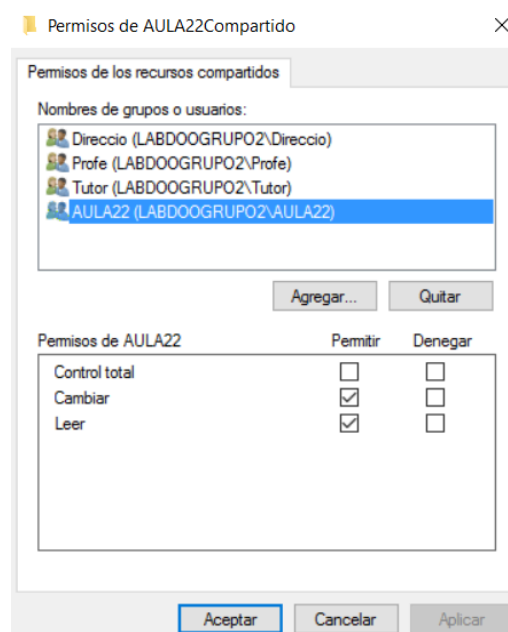 Permisos de AULA22Compartido
Permisos de los recursos compartidos
Nombres de grupos o usuarios:
Direccio (LABDOOGRUPO2\Direccio)
Profe (LABDOOGRUPO2\Profe)
Tutor (LABDOOGRUPO2\Tutor)
AULA22 (LABDOOGRUPO2\AULA22)
Agregar... Quitar
Permisos de AULA22 Permitir Denegar
Control total
Cambiar
Leer
Aceptar Cancelar Aplicar